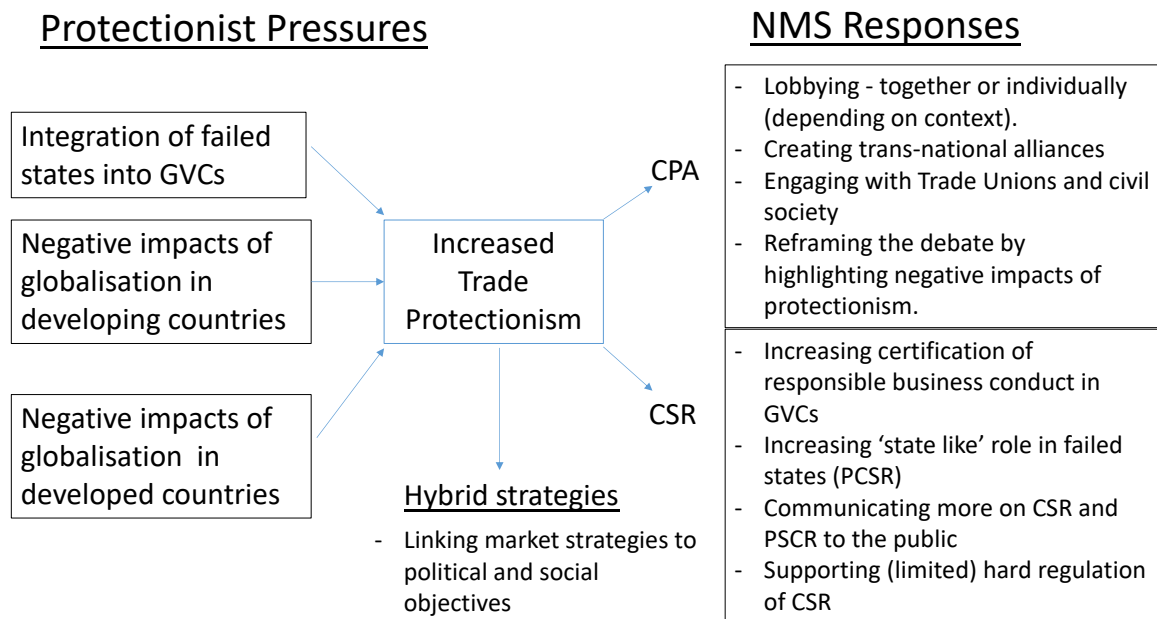 Protectionist Pressures
NMS Responses
Integration of failed
states into GVCs
Negative impacts of
globalisation in
developing countries
Negative impacts of
globalisation in
developed countries
Increased
Trade
Protectionism
CPA
CSR
Hybrid strategies
- Linking market strategies to
political and social
objectives
- Lobbying - together or individually
(depending on context).
- Creating trans-national alliances
- Engaging with Trade Unions and civil
society
- Reframing the debate by
highlighting negative impacts of
protectionism.
- Increasing certification of
responsible business conduct in
GVCs
- Increasing ‘state like’ role in failed
states (PCSR)
- Communicating more on CSR and
PSCR to the public
- Supporting (limited) hard regulation
of CSR